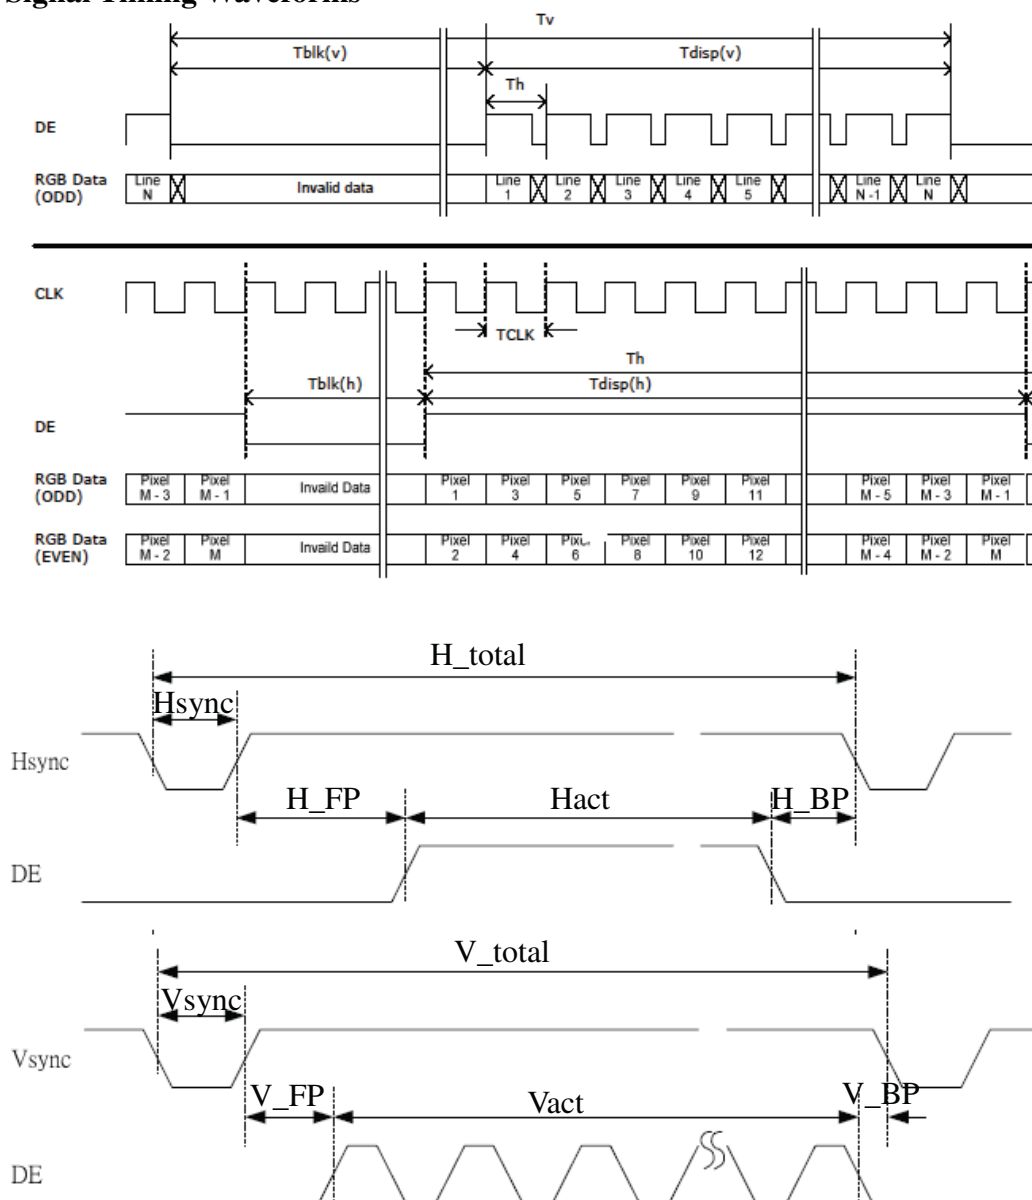 Signal Timing Waveforms
Tv
Tblk(v) Tdisp(v)
Th
DE
RGB Data
(ODD)
Line N Invalid data Line 1 Line 2 Line 3 Line 4 Line 5 Line N -1 Line N
CLK
TCLK
Th
Tblk(h) Tdisp(h)
DE
RGB Data
(ODD)
Pixel M - 3 Pixel M - 1 Invaild Data Pixel 1 Pixel 3 Pixel 5 Pixel 7 Pixel 9 Pixel 11 Pixel M - 5 Pixel M - 3 Pixel M - 1
RGB Data
(EVEN)
Pixel M - 2 Pixel M Invaild Data Pixel 2 Pixel 4 Pixel 6 Pixel 8 Pixel 10 Pixel 12 Pixel M - 4 Pixel M - 2 Pixel M
H_total
Hsync
Hsync
H_FP Hact H_BP
DE
V_total
Vsync
Vsync
V_FP Vact V_BP
DE